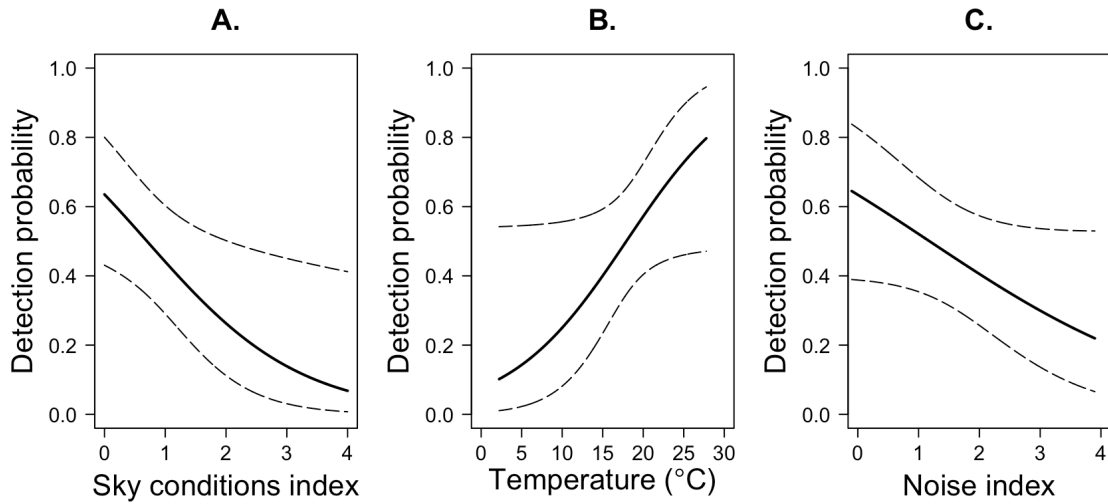 A.
Detection probability
1.0
0.8
0.6
0.4
0.2
0.0
0 1 2 3 4
Sky conditions index
B.
Detection probability
1.0
0.8
0.6
0.4
0.2
0.0
0 5 10 15 20 25 30
Temperature (°C)
C.
Detection probability
1.0
0.8
0.6
0.4
0.2
0.0
0 1 2 3 4
Noise index